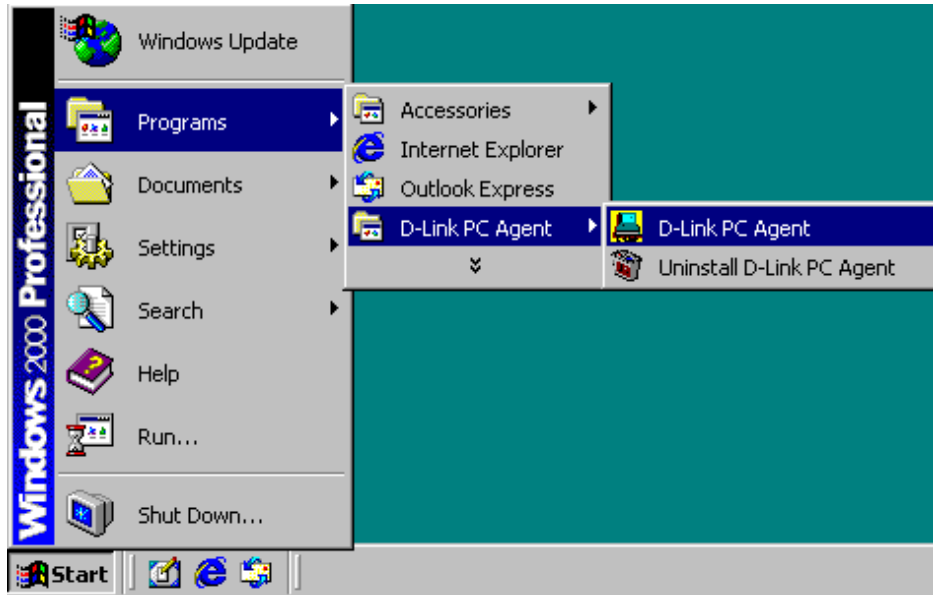 Windows 2000 Professional
Windows Update
Programs
Documents
Settings
Search
Help
Run...
Shut Down...
Accessories
Internet Explorer
Outlook Express
D-Link PC Agent
D-Link PC Agent
Uninstall D-Link PC Agent
Start